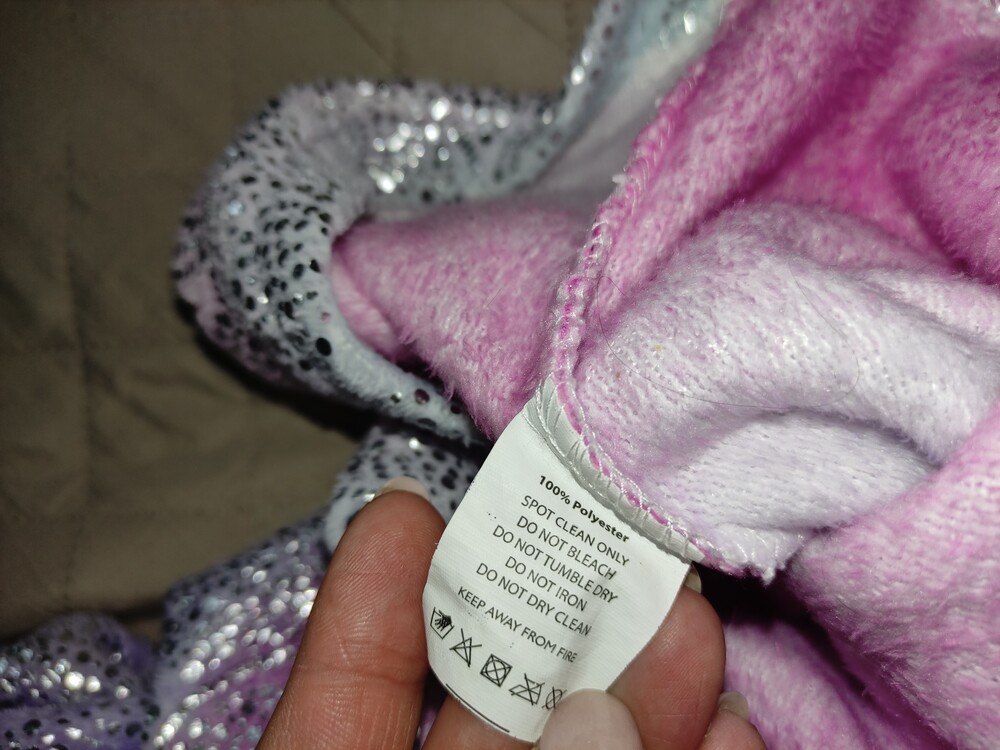 100% Polyester
SPOT CLEAN ONLY
DO NOT BLEACH
DO NOT TUMBLE DRY
DO NOT IRON
DO NOT DRY CLEAN
KEEP AWAY FROM FIRE